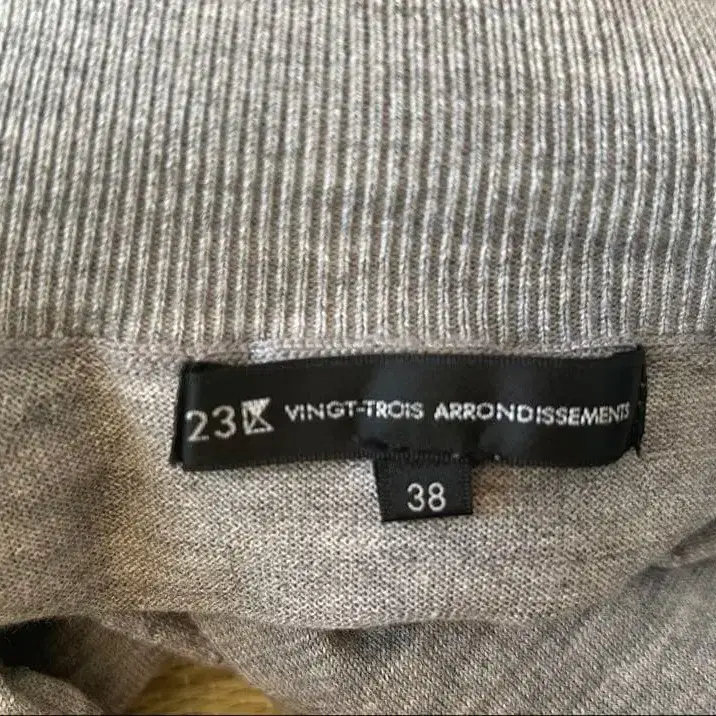 23区 VINGT-TROIS ARRONDISSEMENTS
38